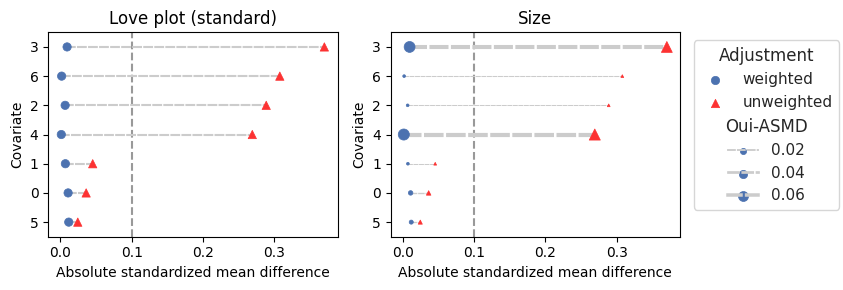 Love plot (standard)
3
6
2
4
1
0
5
Covariate
0.0 0.1 0.2 0.3
Absolute standardized mean difference
Size
3
6
2
4
1
0
5
Covariate
0.0 0.1 0.2 0.3
Absolute standardized mean difference
Adjustment
weighted
unweighted
Oui-ASMD
0.02
0.04
0.06